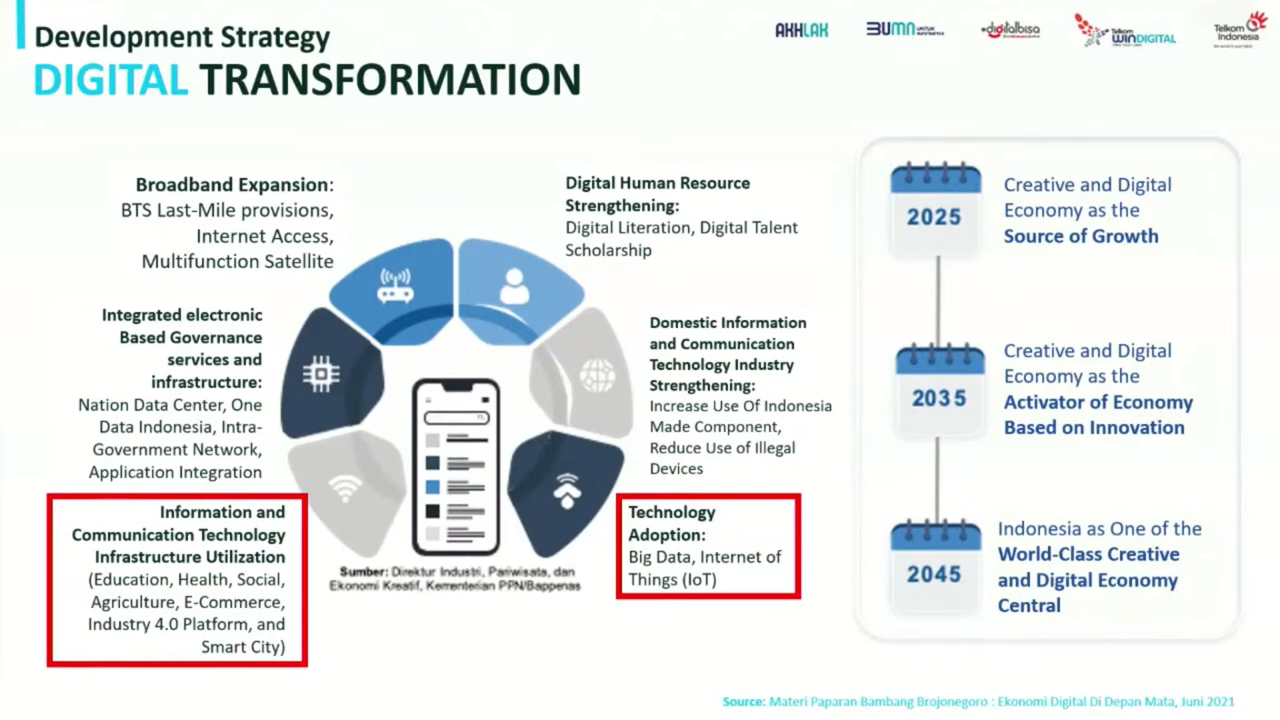 Development Strategy
DIGITAL TRANSFORMATION
AKHLAK
BUMN UNTUK INDONESIA
digitalbisa
Telkom
WINDIGITAL
Telkom
Indonesia
Broadband Expansion:
BTS Last-Mile provisions,
Internet Access,
Multifunction Satellite
Digital Human Resource
Strengthening:
Digital Literation, Digital Talent
Scholarship
Integrated electronic
Based Governance
services and
infrastructure:
Nation Data Center, One
Data Indonesia, Intra-
Government Network,
Application Integration
Domestic Information
and Communication
Technology Industry
Strengthening:
Increase Use Of Indonesia
Made Component,
Reduce Use of Illegal
Devices
Information and
Communication Technology
Infrastructure Utilization
(Education, Health, Social,
Agriculture, E-Commerce,
Industry 4.0 Platform, and
Smart City)
Technology
Adoption:
Big Data, Internet of
Things (IoT)
Sumber: Direktur Industri, Pariwisata, dan
Ekonomi Kreatif, Kementerian PPN/Bappenas
2025
Creative and Digital
Economy as the
Source of Growth
2035
Creative and Digital
Economy as the
Activator of Economy
Based on Innovation
2045
Indonesia as One of the
World-Class Creative
and Digital Economy
Central
Source: Materi Paparan Bambang Brojonegoro : Ekonomi Digital Di Depan Mata, Juni 2021